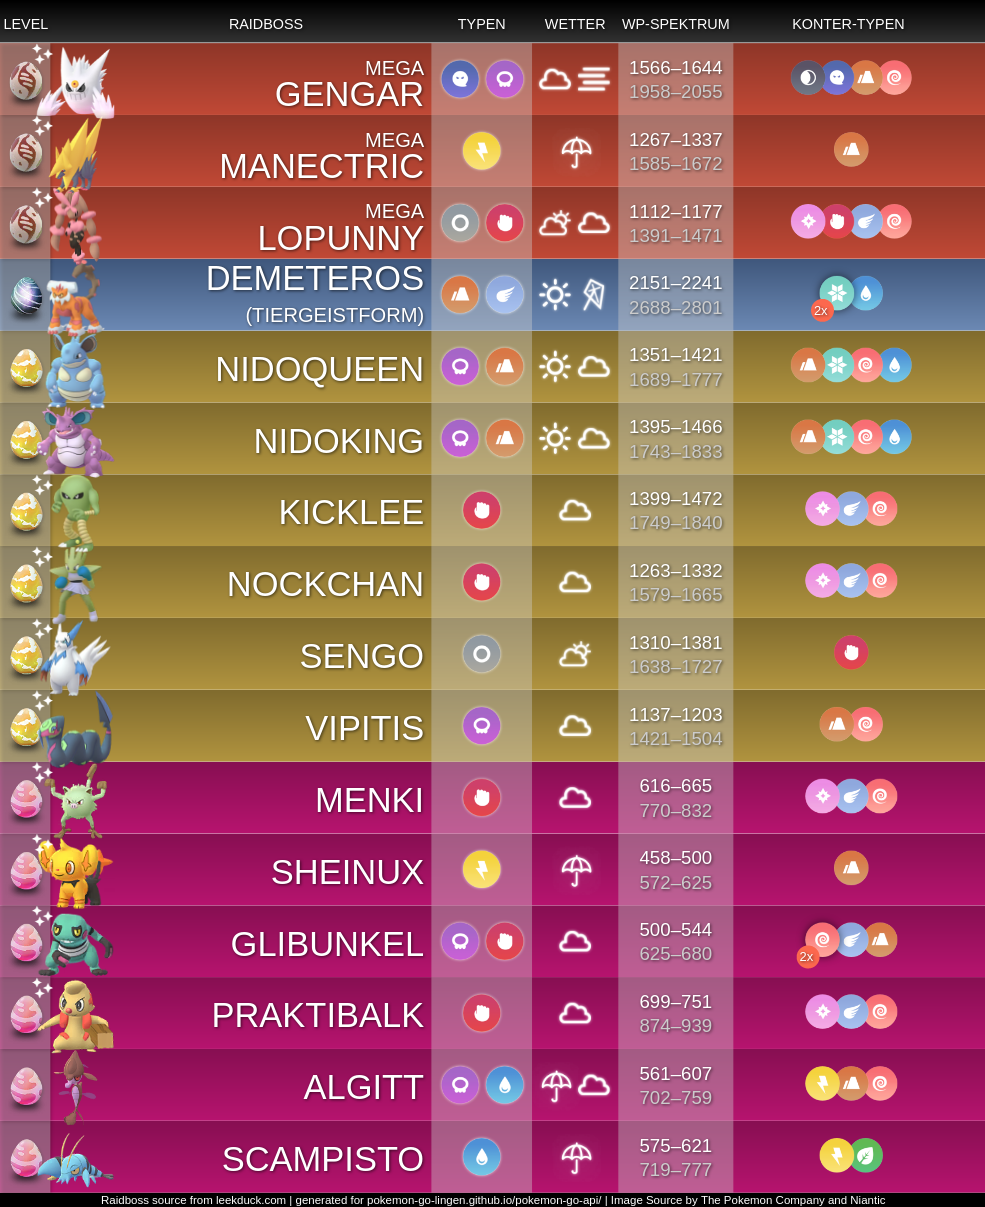 LEVEL RAIDBOSS TYPEN WETTER WP-SPEKTRUM KONTER-TYPEN
MEGA
GENGAR
1566–1644
1958–2055
MEGA
MANECTRIC
1267–1337
1585–1672
MEGA
LOPUNNY
1112–1177
1391–1471
DEMETEROS
(TIERGEISTFORM)
2151–2241
2688–2801
2x
NIDOQUEEN
1351–1421
1689–1777
NIDOKING
1395–1466
1743–1833
KICKLEE
1399–1472
1749–1840
NOCKCHAN
1263–1332
1579–1665
SENGO
1310–1381
1638–1727
VIPITIS
1137–1203
1421–1504
MENKI
616–665
770–832
SHEINUX
458–500
572–625
GLIBUNKEL
500–544
625–680
2x
PRAKTIBALK
699–751
874–939
ALGITT
561–607
702–759
SCAMPISTO
575–621
719–777
Raidboss source from leekduck.com | generated for pokemon-go-lingen.github.io/pokemon-go-api/ | Image Source by The Pokemon Company and Niantic